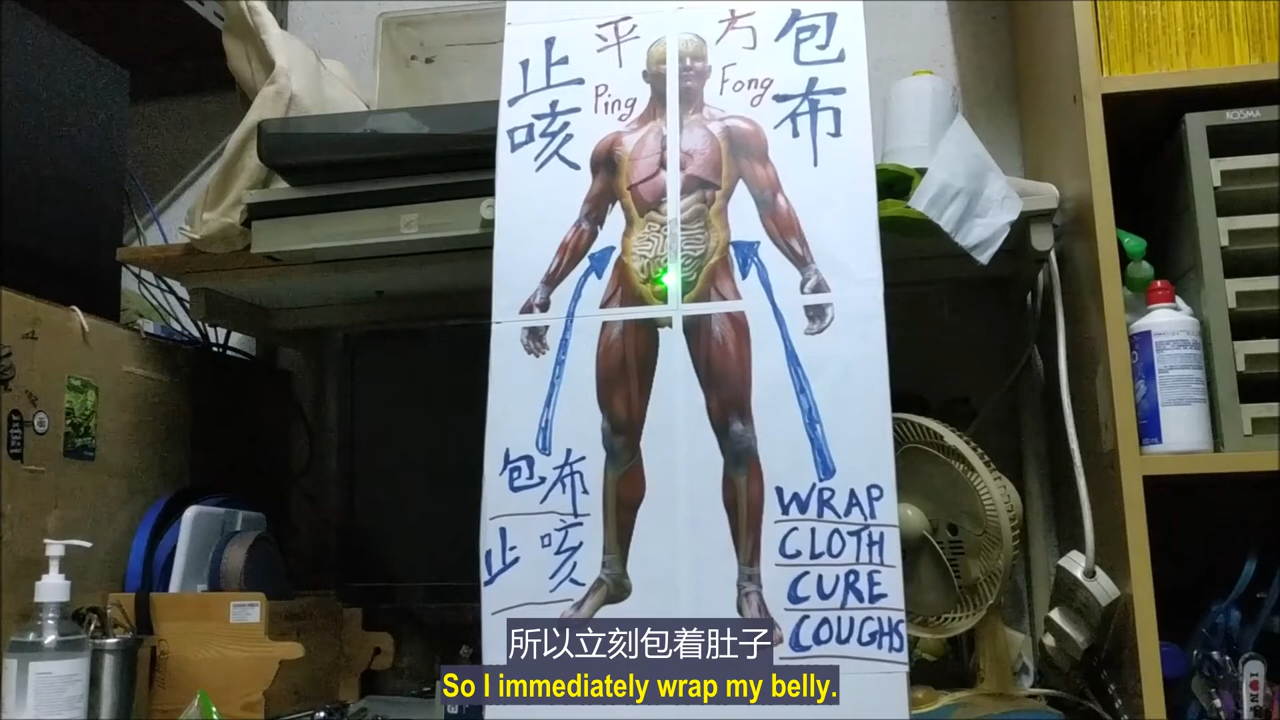 包布
止咳
平方
Ping Fong
包布
止咳
WRAP
CLOTH
CURE
COUGHS
KOSMA
所以立刻包着肚子
So I immediately wrap my belly.